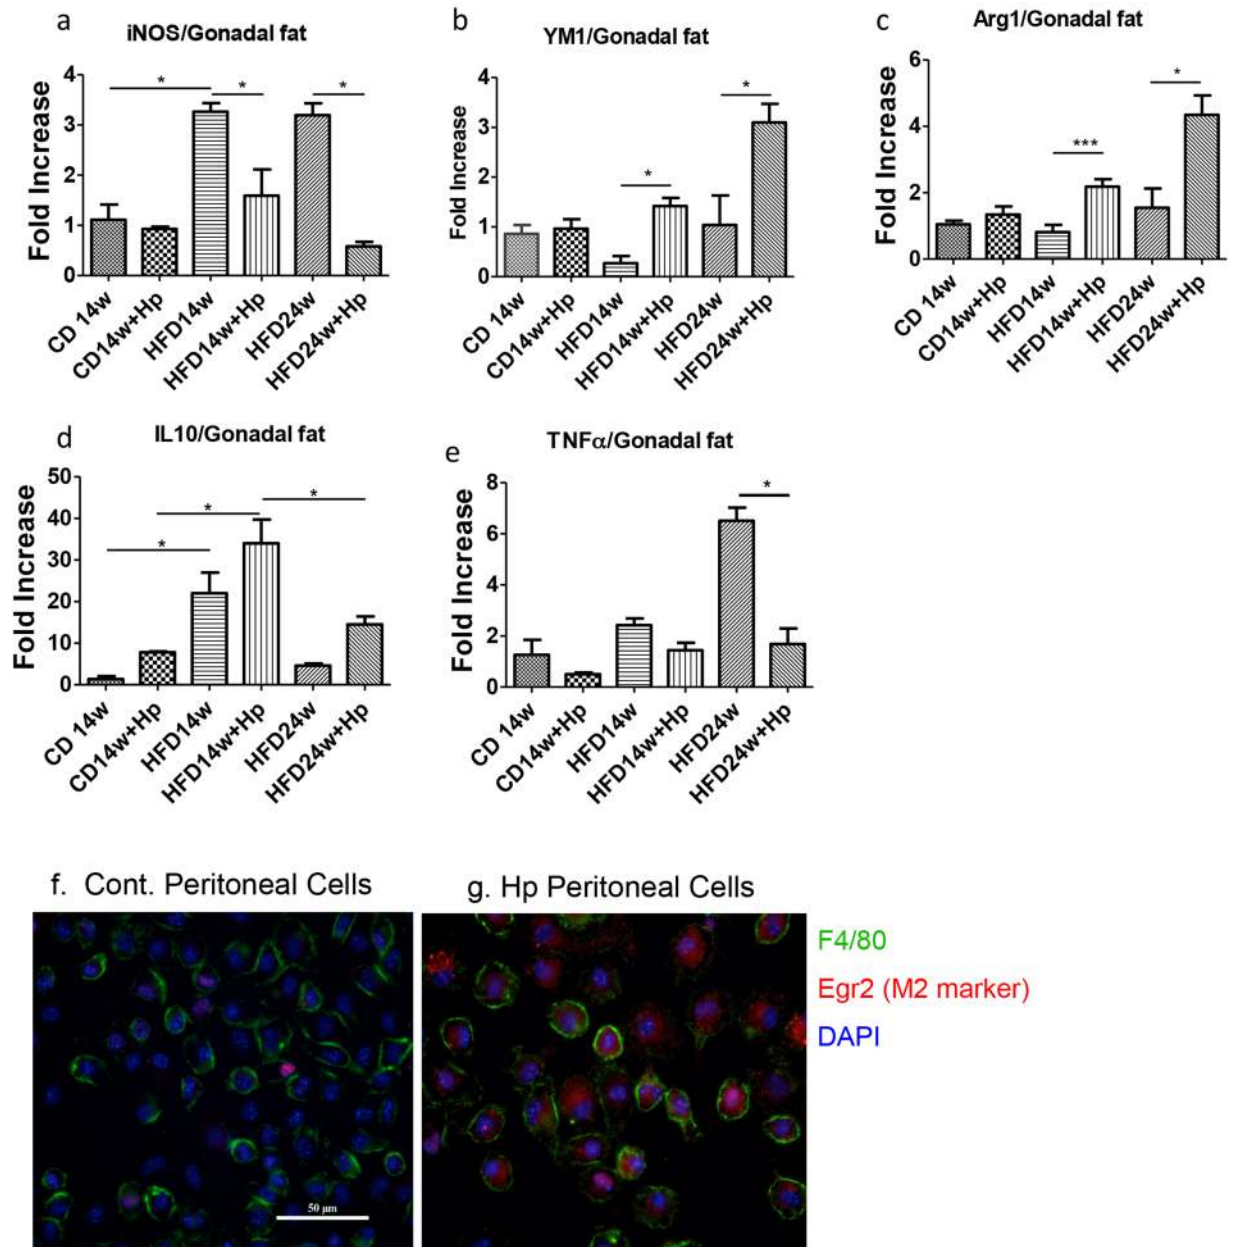 a
iNOS/Gonadal fat
Fold Increase
4
3
2
1
0
*
*
*
CD 14w
CD14w+Hp
HFD14w
HFD14w+Hp
HFD24w
HFD24w+Hp
b
YM1/Gonadal fat
Fold Increase
4
3
2
1
0
*
*
CD 14w
CD14w+Hp
HFD14w
HFD14w+Hp
HFD24w
HFD24w+Hp
c
Arg1/Gonadal fat
Fold Increase
6
4
2
0
***
*
CD 14w
CD14w+Hp
HFD14w
HFD14w+Hp
HFD24w
HFD24w+Hp
d
IL10/Gonadal fat
Fold Increase
50
40
30
20
10
0
*
*
*
CD 14w
CD14w+Hp
HFD14w
HFD14w+Hp
HFD24w
HFD24w+Hp
e
TNFα/Gonadal fat
Fold Increase
8
6
4
2
0
*
CD 14w
CD14w+Hp
HFD14w
HFD14w+Hp
HFD24w
HFD24w+Hp
f. Cont. Peritoneal Cells
50 µm
g. Hp Peritoneal Cells
F4/80
Egr2 (M2 marker)
DAPI